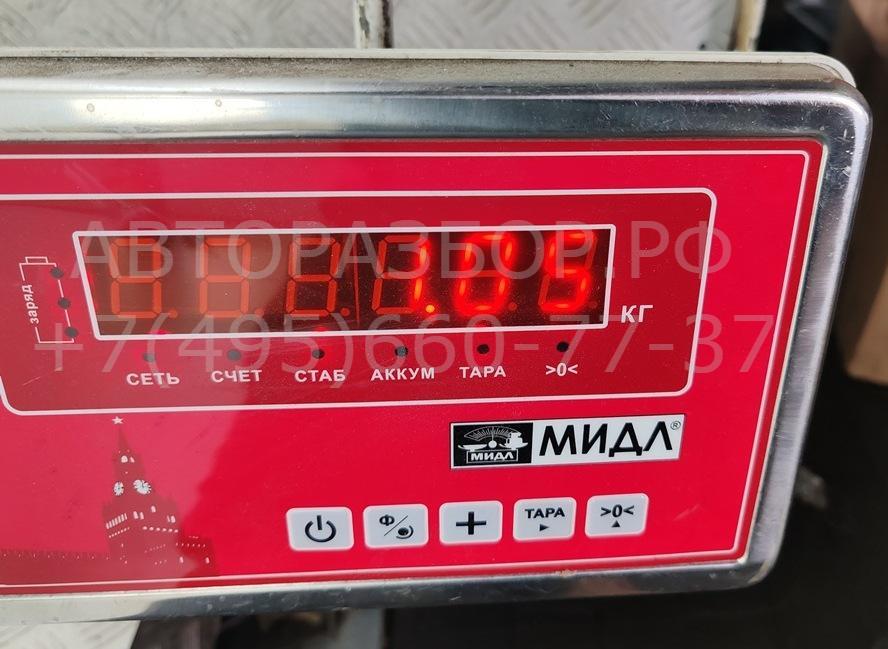 АВТОРАЗБОР.РФ
1.05
КГ
заряд
+7(495)660-77-37
СЕТЬ СЧЕТ СТАБ АККУМ ТАРА >0<
МИДЛ МИДЛ®
Ф + ТАРА >0<